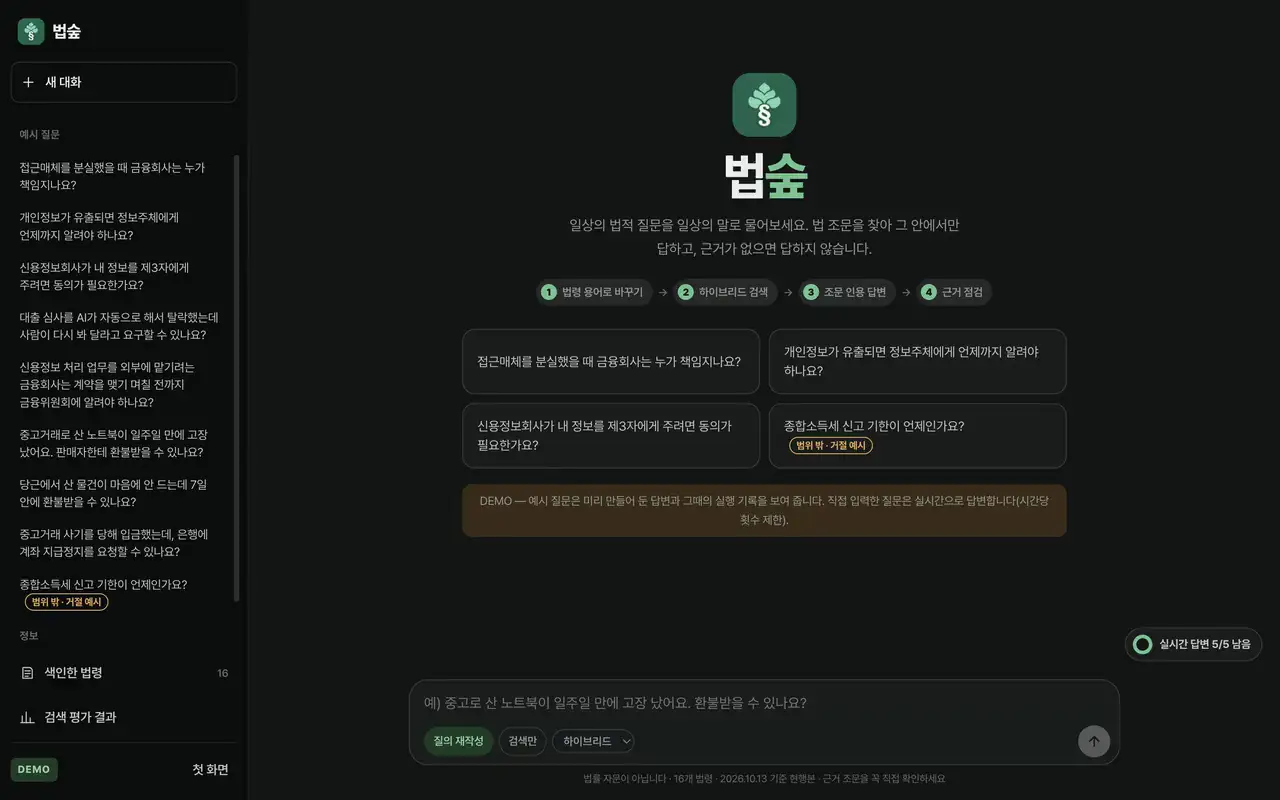 법숲
새 대화
예시 질문
접근매체를 분실했을 때 금융회사는 누가
책임지나요?
개인정보가 유출되면 정보주체에게
언제까지 알려야 하나요?
신용정보회사가 내 정보를 제3자에게
주려면 동의가 필요한가요?
대출 심사를 AI가 자동으로 해서 탈락했는데
사람이 다시 봐 달라고 요구할 수 있나요?
신용정보 처리 업무를 외부에 맡기려는
금융회사는 계약을 맺기 며칠 전까지
금융위원회에 알려야 하나요?
중고거래로 산 노트북이 일주일 만에 고장
났어요. 판매자한테 환불받을 수 있나요?
당근에서 산 물건이 마음에 안 드는데 7일
안에 환불받을 수 있나요?
중고거래 사기를 당해 입금했는데, 은행에
계좌 지급정지를 요청할 수 있나요?
종합소득세 신고 기한이 언제인가요?
범위 밖 · 거절 예시
정보
색인한 법령 16
검색 평가 결과
DEMO 첫 화면
§
법숲
일상의 법적 질문을 일상의 말로 물어보세요. 법 조문을 찾아 그 안에서만
답하고, 근거가 없으면 답하지 않습니다.
1 법령 용어로 바꾸기 → 2 하이브리드 검색 → 3 조문 인용 답변 → 4 근거 점검
접근매체를 분실했을 때 금융회사는 누가 책임지나요?
개인정보가 유출되면 정보주체에게 언제까지 알려야
하나요?
신용정보회사가 내 정보를 제3자에게 주려면 동의가
필요한가요?
종합소득세 신고 기한이 언제인가요?
범위 밖 · 거절 예시
DEMO — 예시 질문은 미리 만들어 둔 답변과 그때의 실행 기록을 보여 줍니다. 직접 입력한 질문은 실시간으로 답변합니다(시간당
횟수 제한).
실시간 답변 5/5 남음
예) 중고로 산 노트북이 일주일 만에 고장 났어요. 환불받을 수 있나요?
질의 재작성 검색만 하이브리드
법률 자문이 아닙니다 · 16개 법령 · 2026.10.13 기준 현행본 · 근거 조문을 꼭 직접 확인하세요